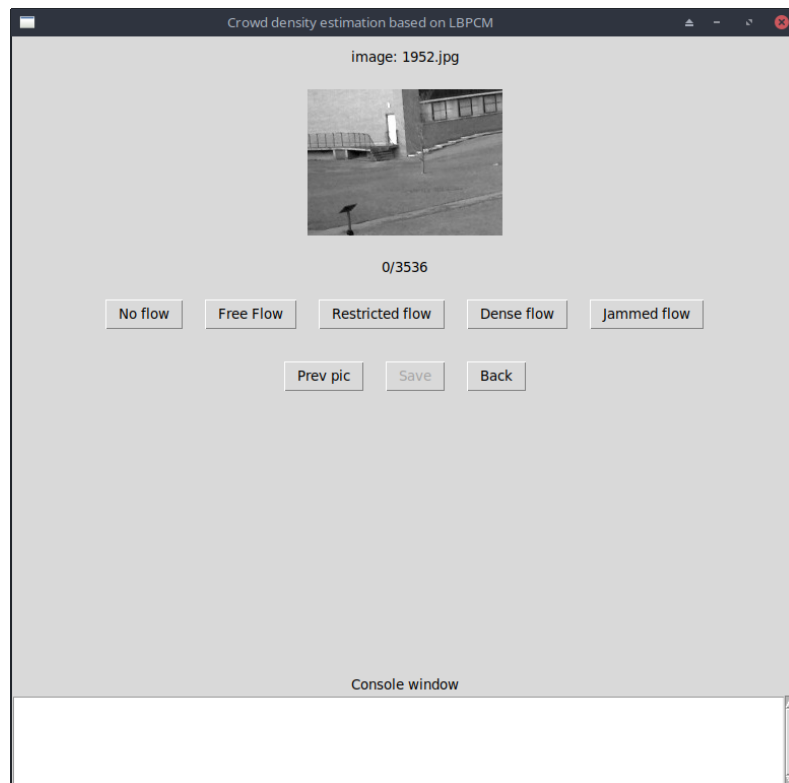 Crowd density estimation based on LBPCM
image: 1952.jpg
0/3536
No flow Free Flow Restricted flow Dense flow Jammed flow
Prev pic Save Back
Console window